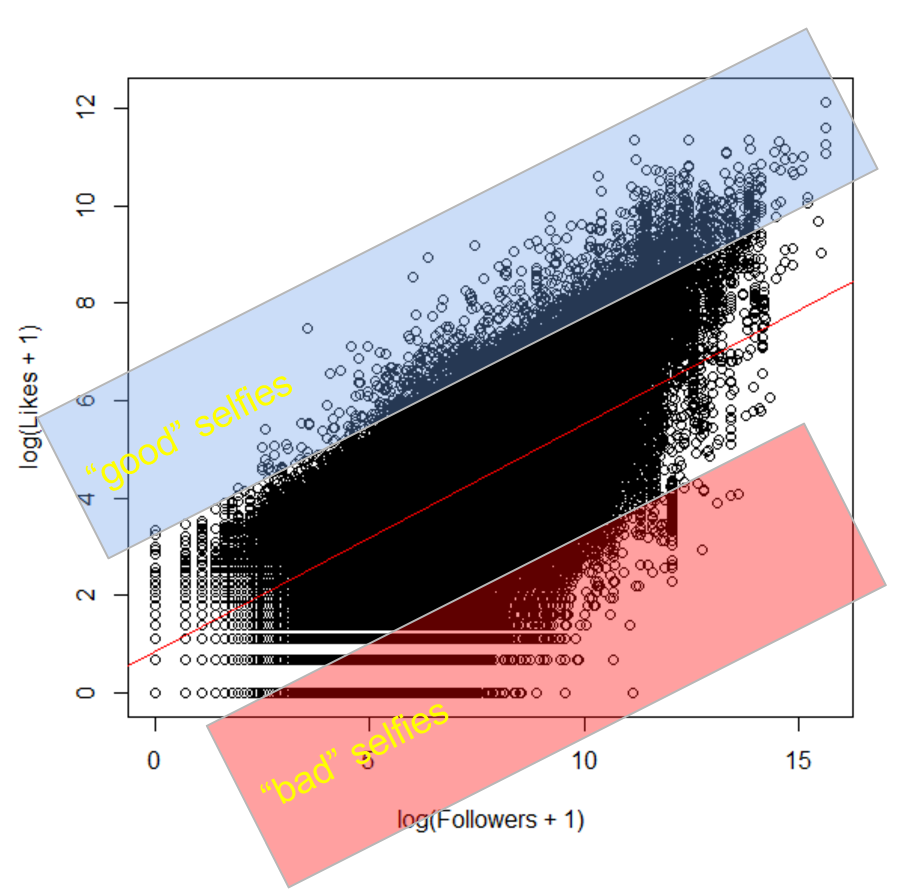 12
10
8
6
4
2
0
log(Likes + 1)
“good” selfies
“bad” selfies
0
5
10
15
log(Followers + 1)